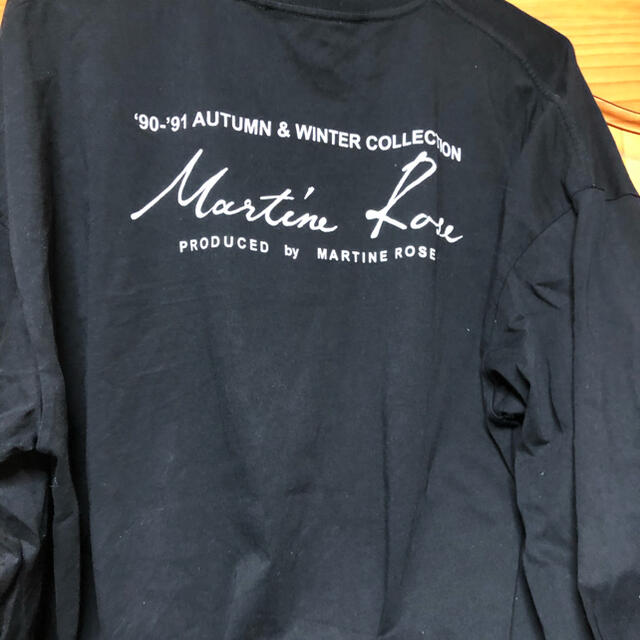 '90-'91 AUTUMN & WINTER COLLECTION
Martine Rose
PRODUCED by MARTINE ROSE